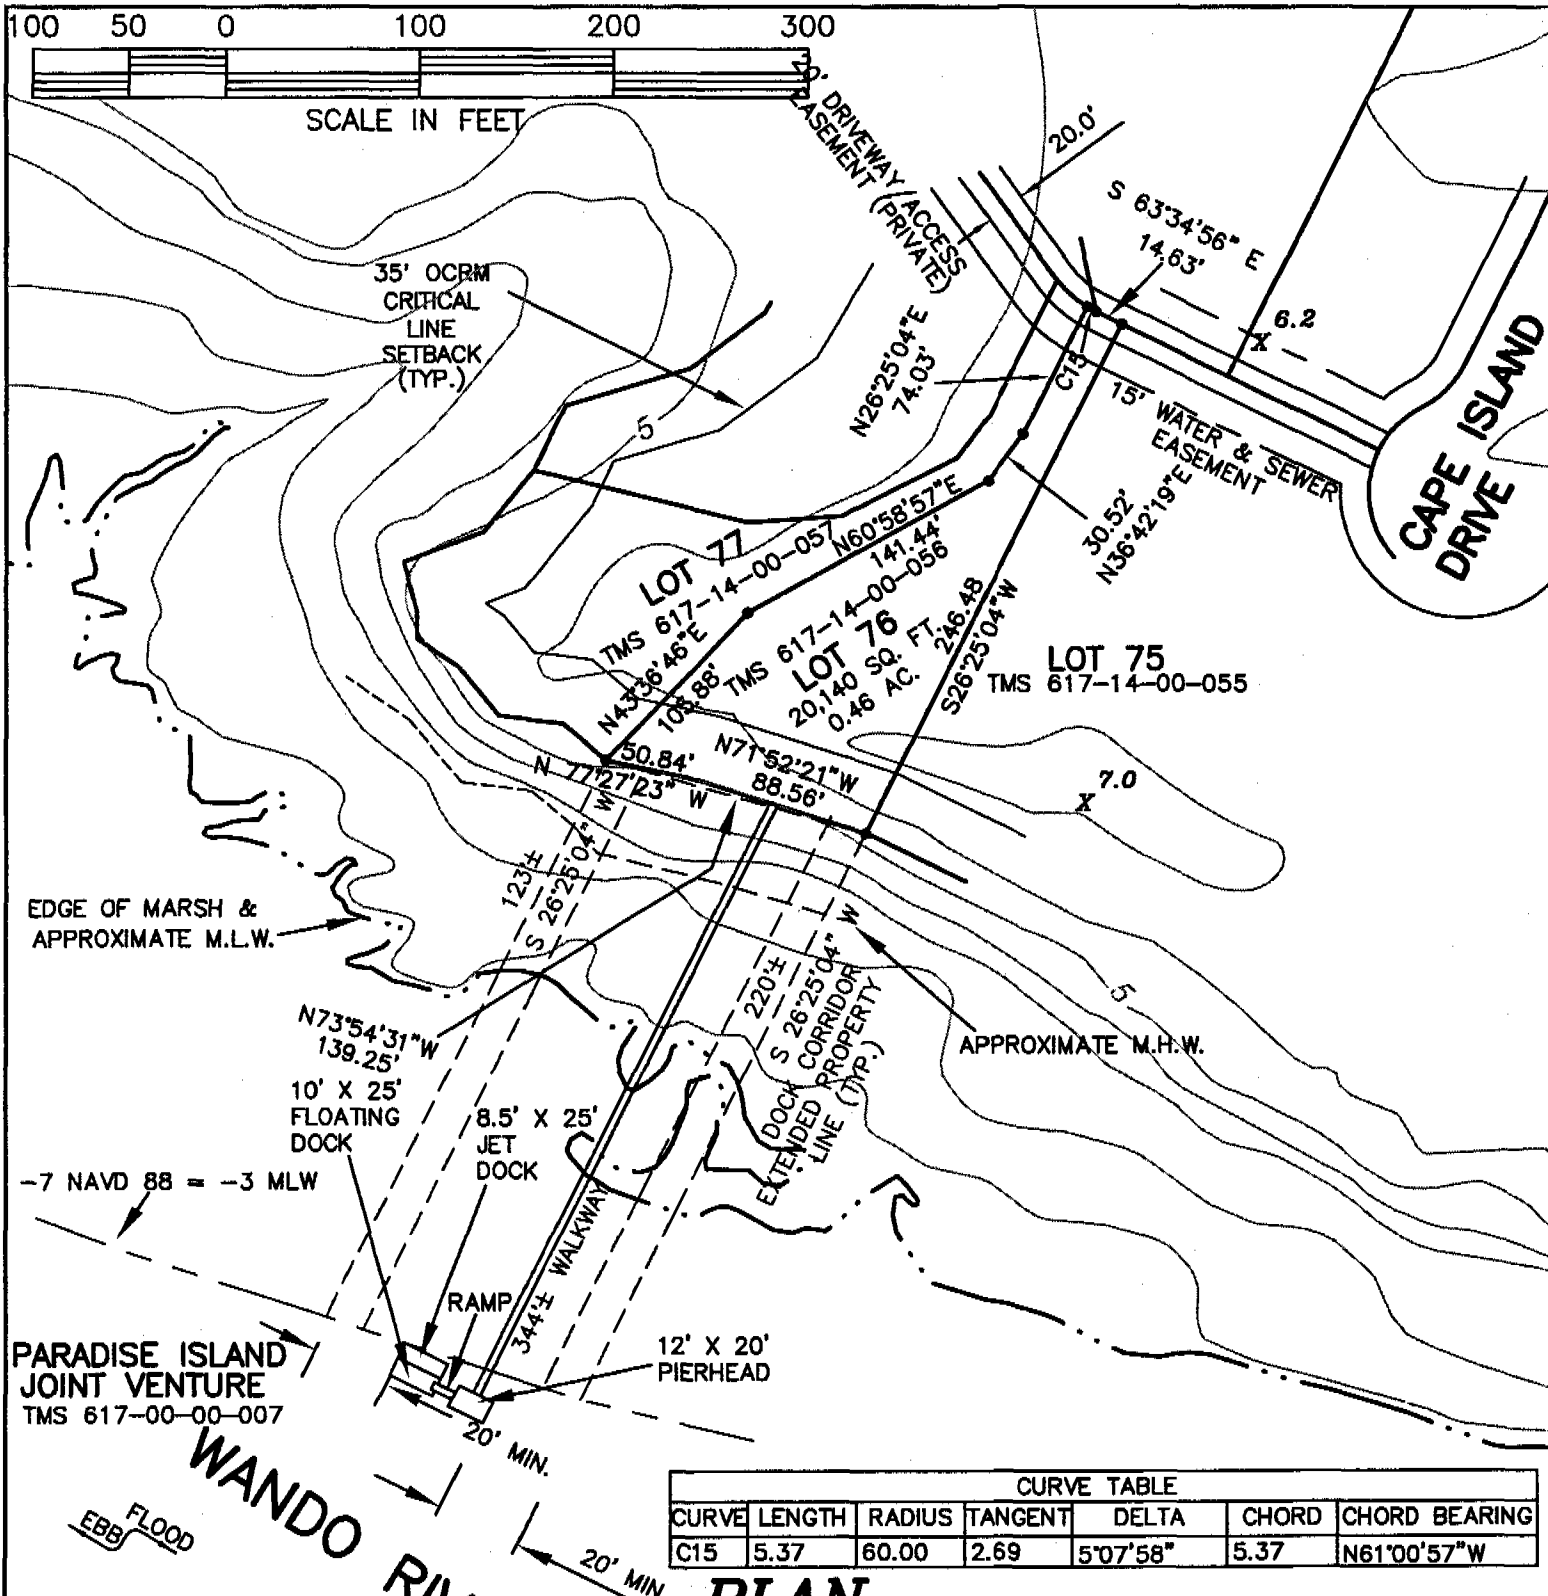 100 50 0 100 200 300
SCALE IN FEET
DRIVEWAY/ACCESS
EASEMENT (PRIVATE)
20.0'
S 63°34'56" E
14.63'
35' OCRM
CRITICAL
LINE
SETBACK
(TYP.)
6.2
X
N26°25'04"E
74.03'
C15
15' WATER & SEWER
EASEMENT
CAPE ISLAND
DRIVE
5
30.52'
N36°42'19"E
LOT 77
TMS 617-14-00-057
N60°58'57"E
141.44'
TMS 617-14-00-056
LOT 76
20,140 SQ. FT.
0.46 AC.
246.48
S26°25'04"W
LOT 75
TMS 617-14-00-055
N43°36'46"E
105.88'
50.84'
N 77°27'23" W
N71°52'21"W
88.56'
7.0
X
123'±
S 26°25'04" W
EDGE OF MARSH &
APPROXIMATE M.L.W.
220'±
S 26°25'04" W
DOCK CORRIDOR
EXTENDED PROPERTY
LINE (TYP.)
5
N73°54'31"W
139.25'
APPROXIMATE M.H.W.
10' X 25'
FLOATING
DOCK
8.5' X 25'
JET
DOCK
-7 NAVD 88 = -3 MLW
344'± WALKWAY
RAMP
12' X 20'
PIERHEAD
PARADISE ISLAND
JOINT VENTURE
TMS 617-00-00-007
20' MIN.
WANDO
EBB FLOOD
20' MIN
CURVE TABLE
CURVE LENGTH RADIUS TANGENT DELTA CHORD CHORD BEARING
C15 5.37 60.00 2.69 5°07'58" 5.37 N61°00'57"W
PLAN